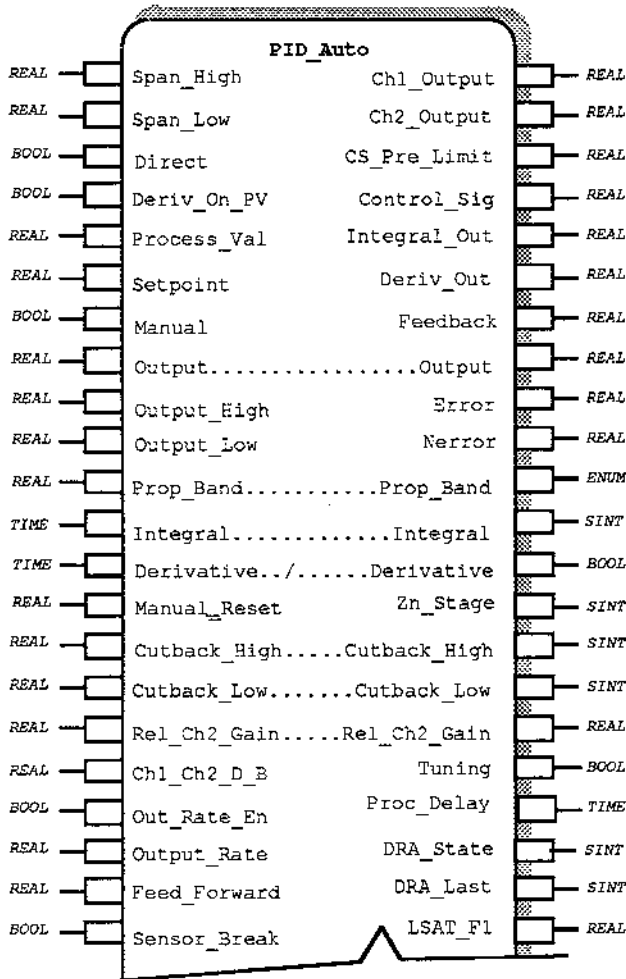 PID_Auto
REAL Span_High Ch1_Output REAL
REAL Span_Low Ch2_Output REAL
BOOL Direct CS_Pre_Limit REAL
BOOL Deriv_On_PV Control_Sig REAL
REAL Process_Val Integral_Out REAL
REAL Setpoint Deriv_Out REAL
BOOL Manual Feedback REAL
REAL Output..................Output REAL
REAL Output_High Error REAL
REAL Output_Low Nerror REAL
REAL Prop_Band...........Prop_Band ENUM
TIME Integral.............Integral SINT
TIME Derivative../......Derivative BOOL
REAL Manual_Reset Zn_Stage SINT
REAL Cutback_High.....Cutback_High SINT
REAL Cutback_Low.......Cutback_Low SINT
REAL Rel_Ch2_Gain.....Rel_Ch2_Gain REAL
REAL Ch1_Ch2_D_B Tuning BOOL
BOOL Out_Rate_En Proc_Delay TIME
REAL Output_Rate DRA_State SINT
REAL Feed_Forward DRA_Last SINT
BOOL Sensor_Break LSAT_F1 REAL